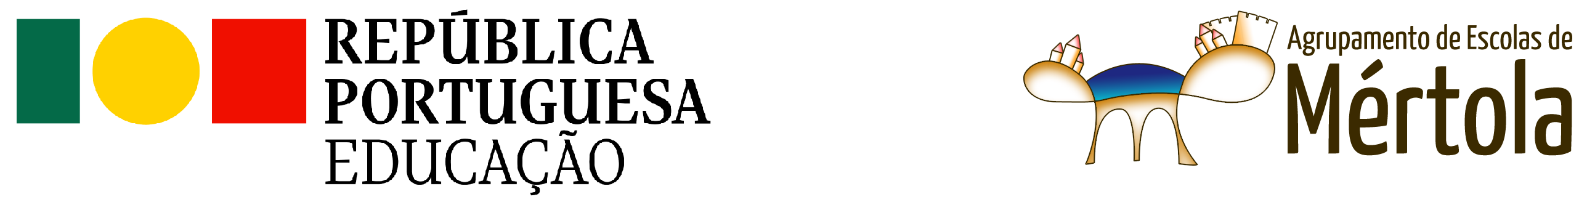 REPÚBLICA
PORTUGUESA
EDUCAÇÃO
Agrupamento de Escolas de
Mértola